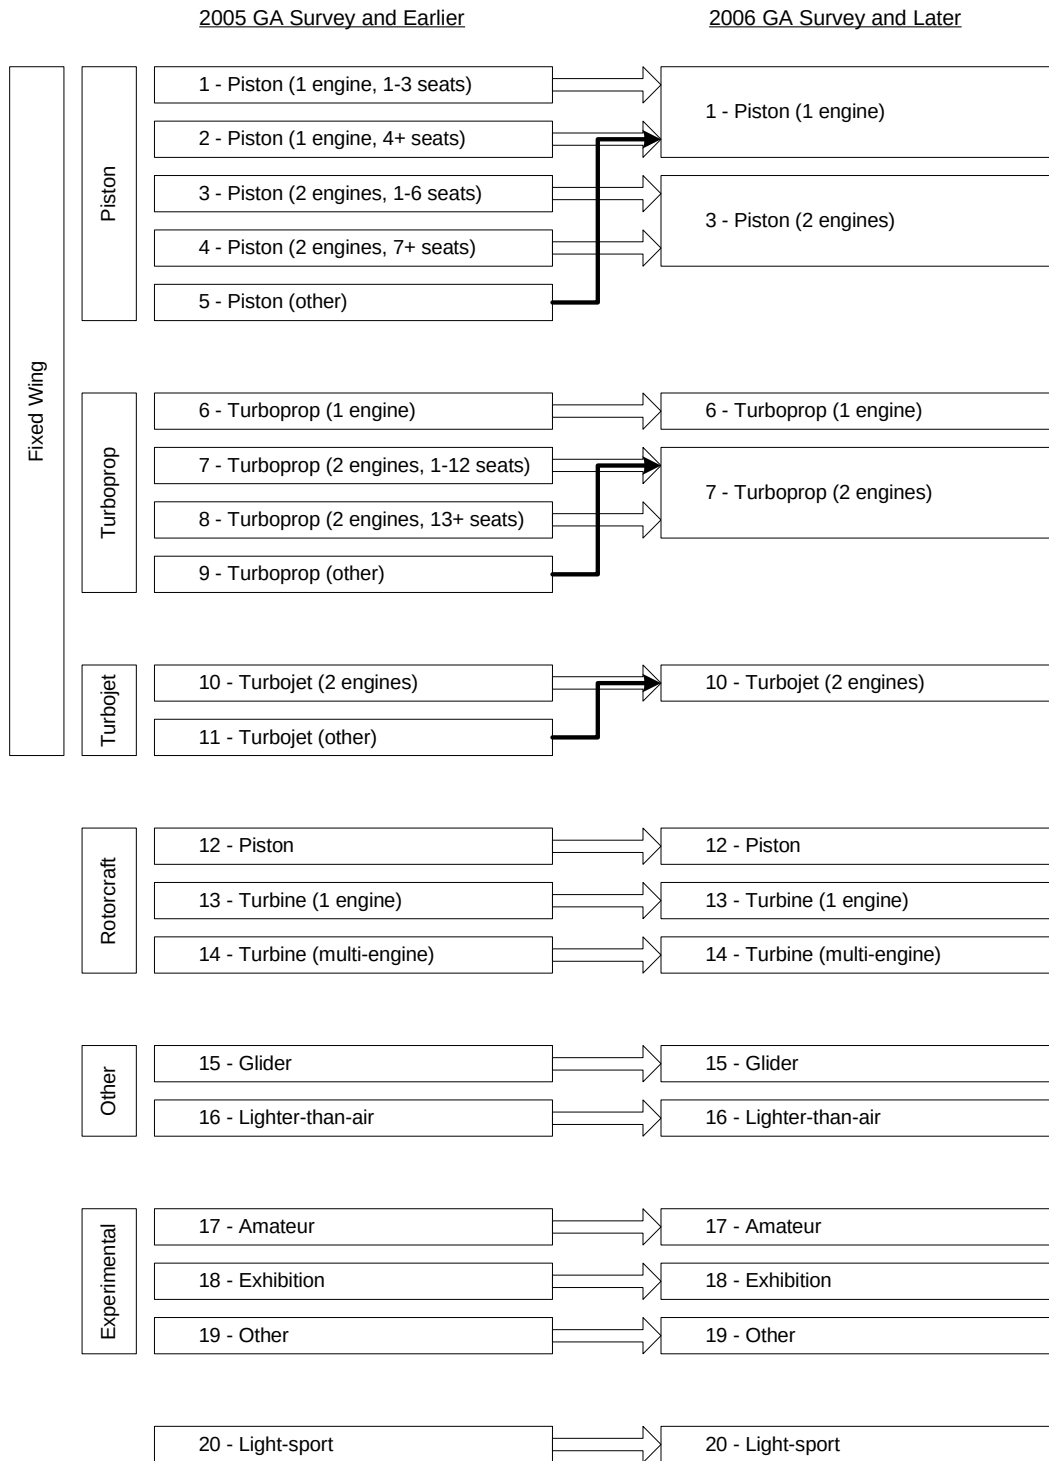 2005 GA Survey and Earlier
2006 GA Survey and Later
Fixed Wing
Piston
1 - Piston (1 engine, 1-3 seats)
1 - Piston (1 engine)
2 - Piston (1 engine, 4+ seats)
3 - Piston (2 engines, 1-6 seats)
3 - Piston (2 engines)
4 - Piston (2 engines, 7+ seats)
5 - Piston (other)
Turboprop
6 - Turboprop (1 engine)
6 - Turboprop (1 engine)
7 - Turboprop (2 engines, 1-12 seats)
7 - Turboprop (2 engines)
8 - Turboprop (2 engines, 13+ seats)
9 - Turboprop (other)
Turbojet
10 - Turbojet (2 engines)
10 - Turbojet (2 engines)
11 - Turbojet (other)
Rotorcraft
12 - Piston
12 - Piston
13 - Turbine (1 engine)
13 - Turbine (1 engine)
14 - Turbine (multi-engine)
14 - Turbine (multi-engine)
Other
15 - Glider
15 - Glider
16 - Lighter-than-air
16 - Lighter-than-air
Experimental
17 - Amateur
17 - Amateur
18 - Exhibition
18 - Exhibition
19 - Other
19 - Other
20 - Light-sport
20 - Light-sport